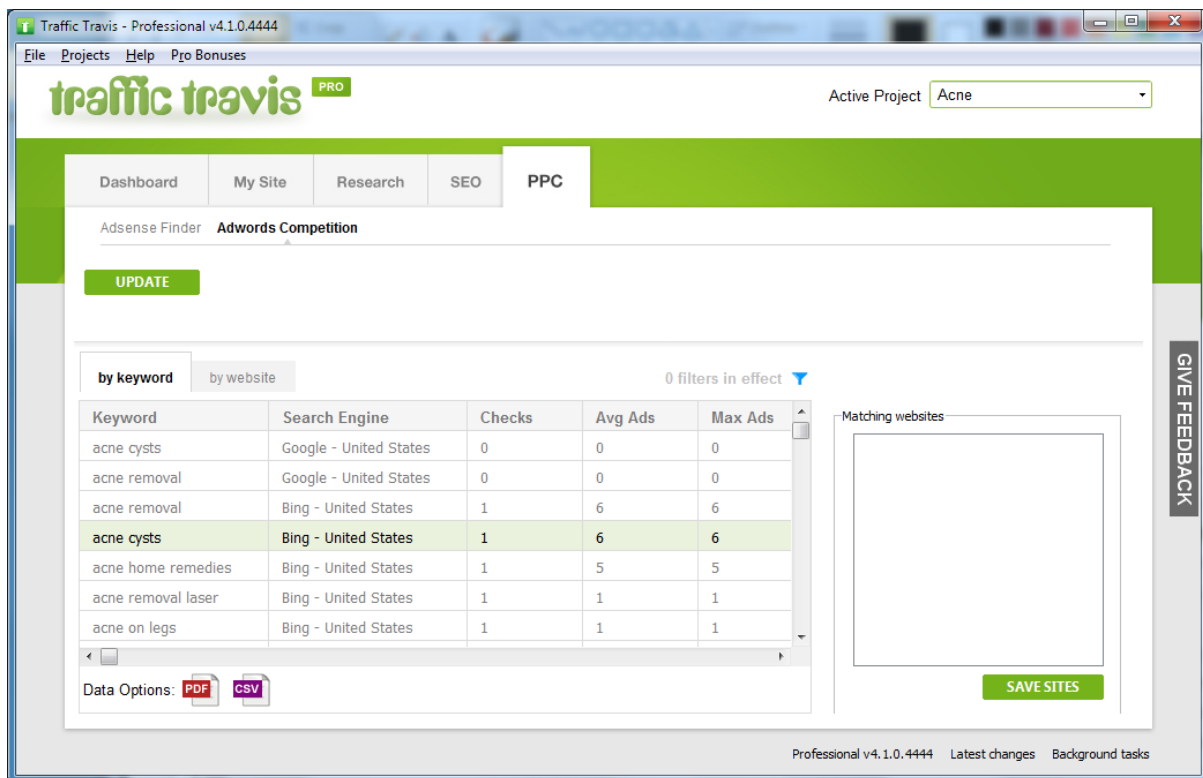 Traffic Travis - Professional v4.1.0.4444
File Projects Help Pro Bonuses
traffic travis PRO
Active Project Acne
Dashboard My Site Research SEO PPC
Adsense Finder Adwords Competition
UPDATE
by keyword by website 0 filters in effect
Keyword Search Engine Checks Avg Ads Max Ads
acne cysts Google - United States 0 0 0
acne removal Google - United States 0 0 0
acne removal Bing - United States 1 6 6
acne cysts Bing - United States 1 6 6
acne home remedies Bing - United States 1 5 5
acne removal laser Bing - United States 1 1 1
acne on legs Bing - United States 1 1 1
Data Options: PDF CSV
Matching websites
SAVE SITES
GIVE FEEDBACK
Professional v4.1.0.4444 Latest changes Background tasks